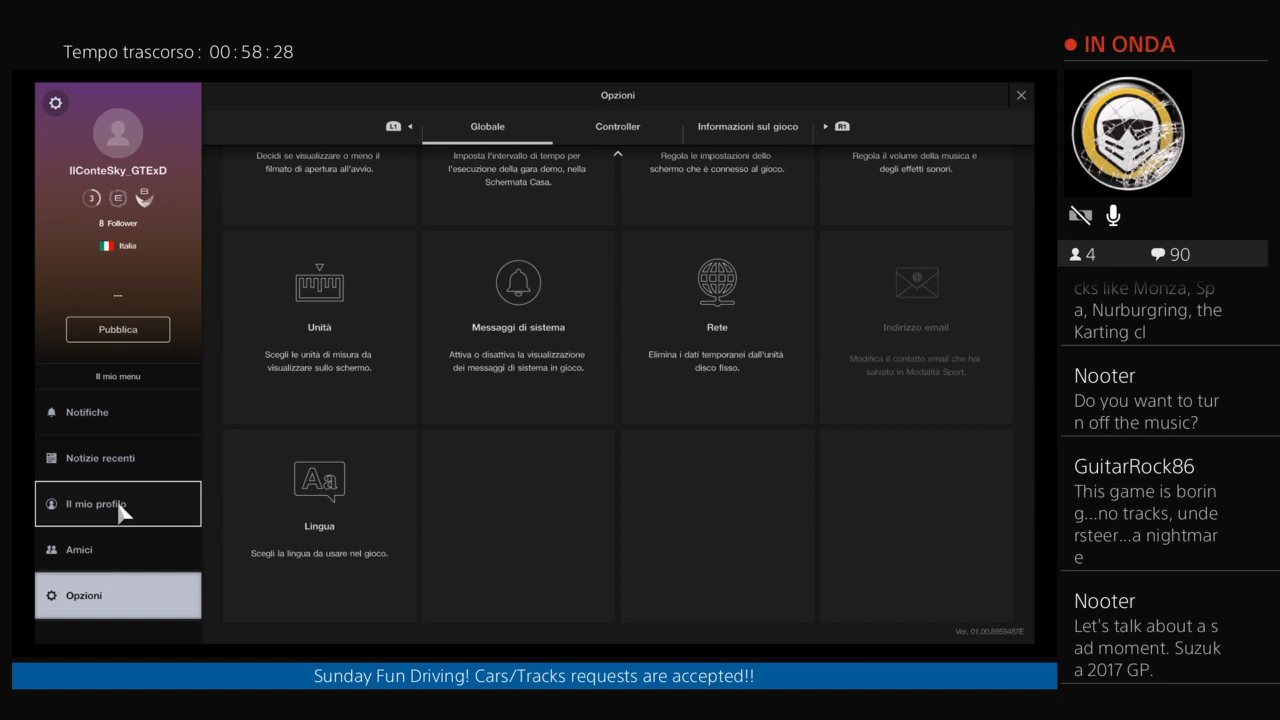 Tempo trascorso: 00:58:28
IN ONDA
IlConteSky_GTExD
3
E
B
8 Follower
Italia
---
Pubblica
Il mio menu
Notifiche
Notizie recenti
Il mio profilo
Amici
Opzioni
Opzioni
L1
Globale
Controller
Informazioni sul gioco
R1
Decidi se visualizzare o meno il
filmato di apertura all'avvio.
Imposta l'intervallo di tempo per
l'esecuzione della gara demo, nella
Schermata Casa.
Regola le impostazioni dello
schermo che è connesso al gioco.
Regola il volume della musica e
degli effetti sonori.
Unità
Scegli le unità di misura da
visualizzare sullo schermo.
Messaggi di sistema
Attiva o disattiva la visualizzazione
dei messaggi di sistema in gioco.
Rete
Elimina i dati temporanei dall'unità
disco fisso.
@
Indirizzo email
Modifica il contatto email che hai
salvato in Modalità Sport.
Aa
Lingua
Scegli la lingua da usare nel gioco.
Ver. 01.00.8959487E
4
90
cks like Monza, Sp
a, Nurburgring, the
Karting cl
Nooter
Do you want to tur
n off the music?
GuitarRock86
This game is borin
g...no tracks, unde
rsteer...a nightmar
e
Nooter
Let's talk about a s
ad moment. Suzuk
a 2017 GP.
Sunday Fun Driving! Cars/Tracks requests are accepted!!